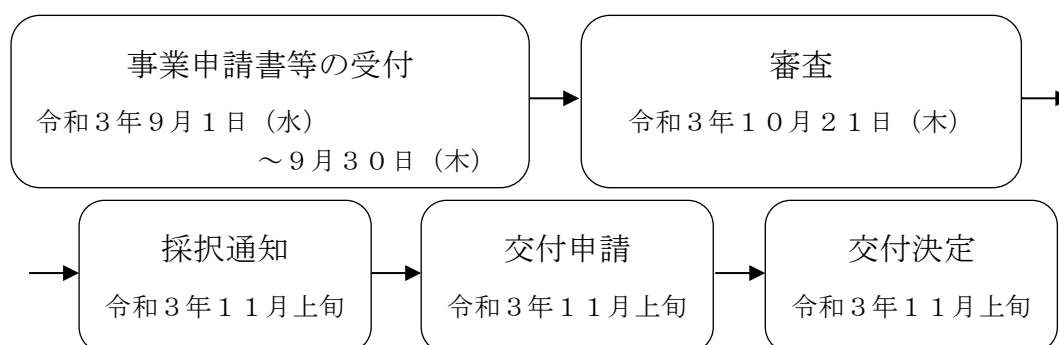 事業申請書等の受付
令和３年９月１日（水）
～９月３０日（木）
審査
令和３年１０月２１日（木）
採択通知
令和３年１１月上旬
交付申請
令和３年１１月上旬
交付決定
令和３年１１月上旬